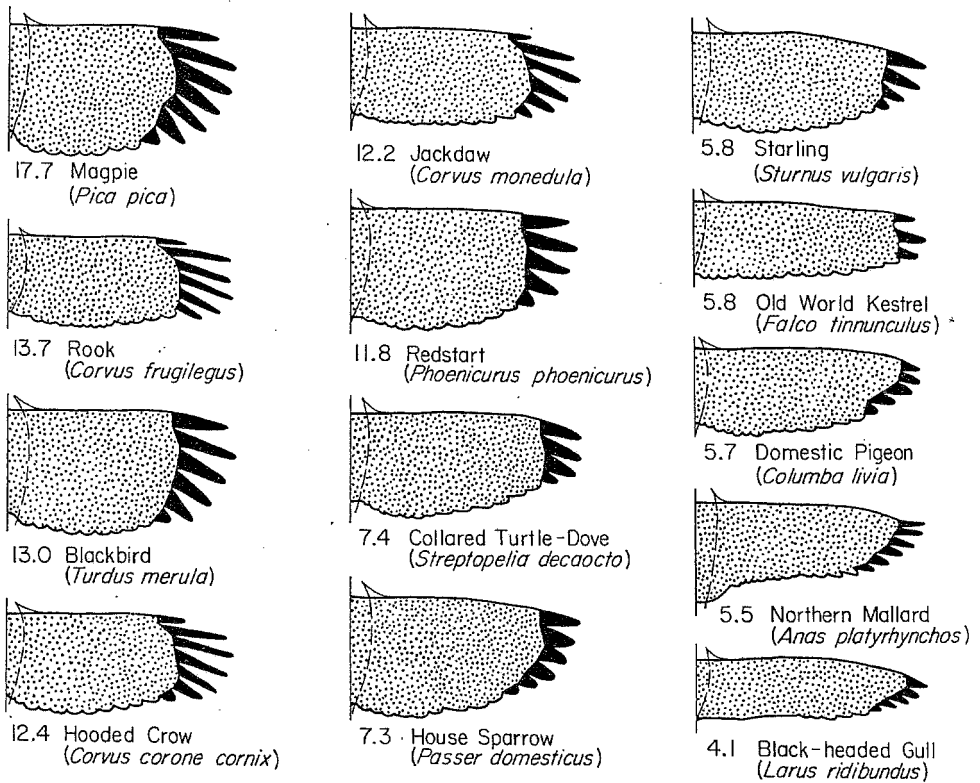 17.7 Magpie
(Pica pica)
13.7 Rook
(Corvus frugilegus)
13.0 Blackbird
(Turdus merula)
12.4 Hooded Crow
(Corvus corone cornix)
12.2 Jackdaw
(Corvus monedula)
11.8 Redstart
(Phoenicurus phoenicurus)
7.4 Collared Turtle-Dove
(Streptopelia decaocto)
7.3 House Sparrow
(Passer domesticus)
5.8 Starling
(Sturnus vulgaris)
5.8 Old World Kestrel
(Falco tinnunculus)
5.7 Domestic Pigeon
(Columba livia)
5.5 Northern Mallard
(Anas platyrhynchos)
4.1 Black-headed Gull
(Larus ridibundus)